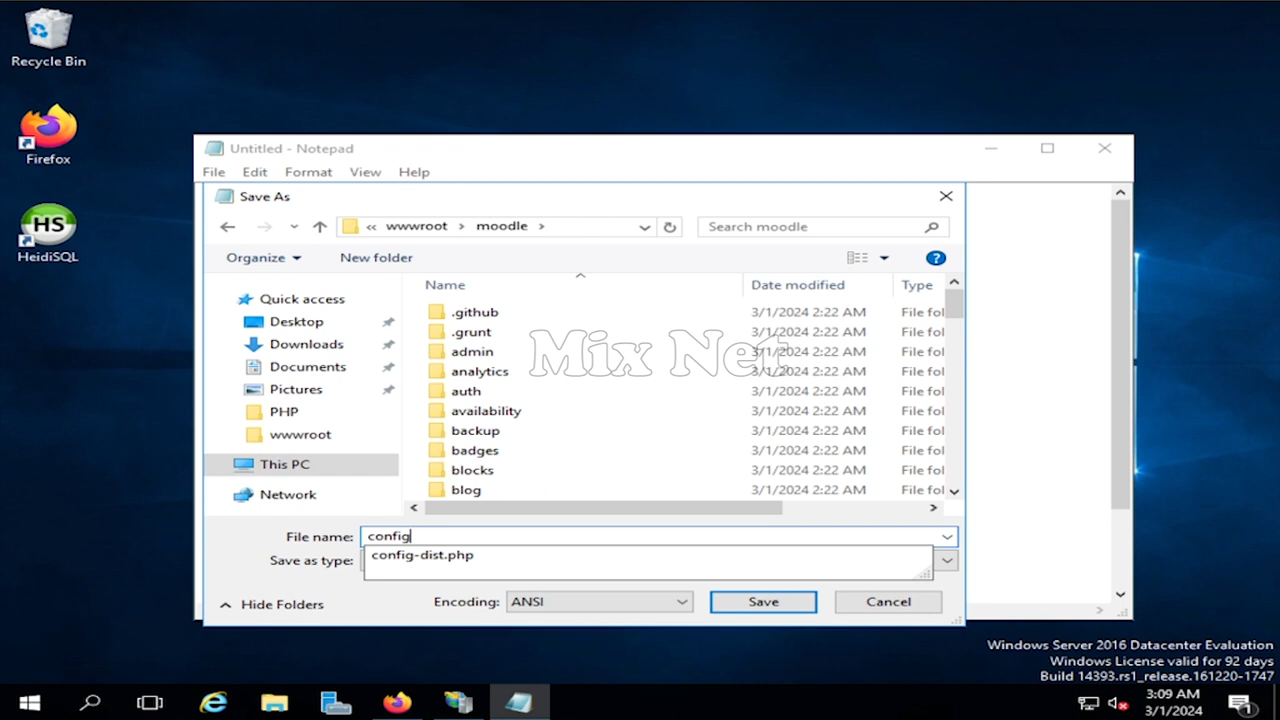 Recycle Bin
Firefox
HS
HeidiSQL
Untitled - Notepad
File Edit Format View Help
Save As
« wwwroot > moodle >
Search moodle
Organize
New folder
?
Name Date modified Type
Quick access
Desktop
Downloads
Documents
Pictures
PHP
wwwroot
This PC
Network
.github 3/1/2024 2:22 AM File fol
.grunt 3/1/2024 2:22 AM File fol
admin 3/1/2024 2:22 AM File fol
analytics 3/1/2024 2:22 AM File fol
auth 3/1/2024 2:22 AM File fol
availability 3/1/2024 2:22 AM File fol
backup 3/1/2024 2:22 AM File fol
badges 3/1/2024 2:22 AM File fol
blocks 3/1/2024 2:22 AM File fol
blog 3/1/2024 2:22 AM File fol
Mix Net
File name: config
config-dist.php
Save as type:
Hide Folders
Encoding: ANSI
Save
Cancel
Windows Server 2016 Datacenter Evaluation
Windows License valid for 92 days
Build 14393.rs1_release.161220-1747
3:09 AM
3/1/2024
1